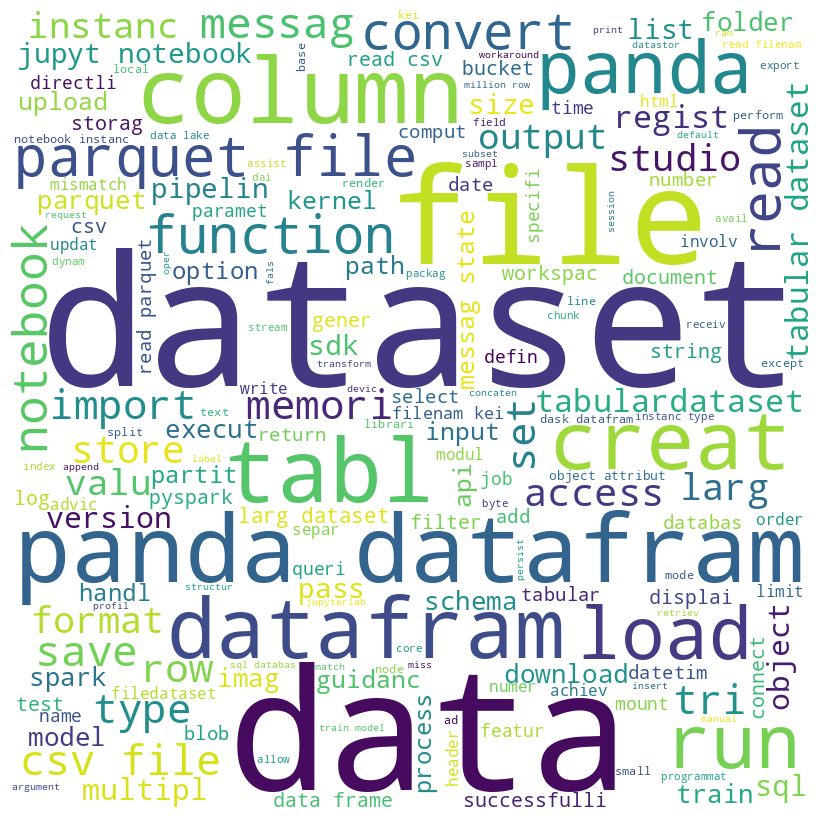 instanc messag convert list folder
kei print ram datastor read filenam
jupyt notebook base read csv workaround
panda
directli local column bucket million row export
upload storag size time html regist perform
notebook instanc data lake comput field output default
parquet file assist subset sampl studio read tabular dataset
mismatch dai render date number
parquet pipelin kernel specifi
request csv paramet file session avail
updat function messag state involv
dynam oper option path packag workspac document
read parquet fals line
notebook dataset chunk receiv
stream gener defin string
transform sdk except
import write devic select concaten dask datafram instanc type
text memori filenam kei set tabulardataset
split execut return librari input
store modul creat
index append valu partit tabl api job object attribut
log advic label pyspark byte access larg
version larg dataset filter add databas order
separ
panda datafram persist
handl structur queri mode limit
profil jupyterlab pass schema tabular displai
format datafram load retriev object
save row core
spark sql databas match node miss download datetim connect
test filedataset imag guidanc numer achiev insert mount tri
name type blob process ad featur manual
model train model data run
csv file allow header small programmat
argument multipl data frame successfulli train sql